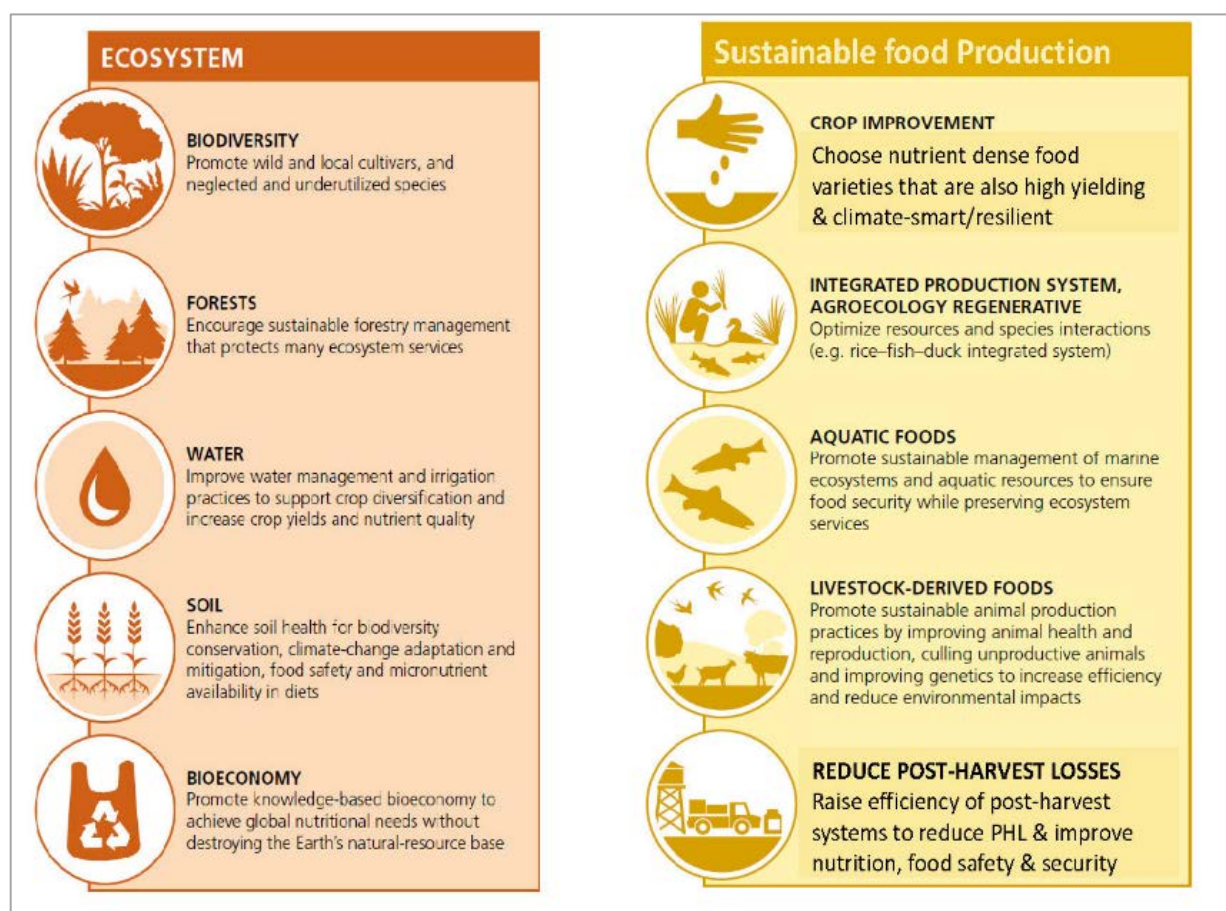 ECOSYSTEM
BIODIVERSITY
Promote wild and local cultivars, and
neglected and underutilized species
FORESTS
Encourage sustainable forestry management
that protects many ecosystem services
WATER
Improve water management and irrigation
practices to support crop diversification and
increase crop yields and nutrient quality
SOIL
Enhance soil health for biodiversity
conservation, climate-change adaptation and
mitigation, food safety and micronutrient
availability in diets
BIOECONOMY
Promote knowledge-based bioeconomy to
achieve global nutritional needs without
destroying the Earth's natural-resource base
Sustainable food Production
CROP IMPROVEMENT
Choose nutrient dense food
varieties that are also high yielding
& climate-smart/resilient
INTEGRATED PRODUCTION SYSTEM,
AGROECOLOGY REGENERATIVE
Optimize resources and species interactions
(e.g. rice–fish–duck integrated system)
AQUATIC FOODS
Promote sustainable management of marine
ecosystems and aquatic resources to ensure
food security while preserving ecosystem
services
LIVESTOCK-DERIVED FOODS
Promote sustainable animal production
practices by improving animal health and
reproduction, culling unproductive animals
and improving genetics to increase efficiency
and reduce environmental impacts
REDUCE POST-HARVEST LOSSES
Raise efficiency of post-harvest
systems to reduce PHL & improve
nutrition, food safety & security